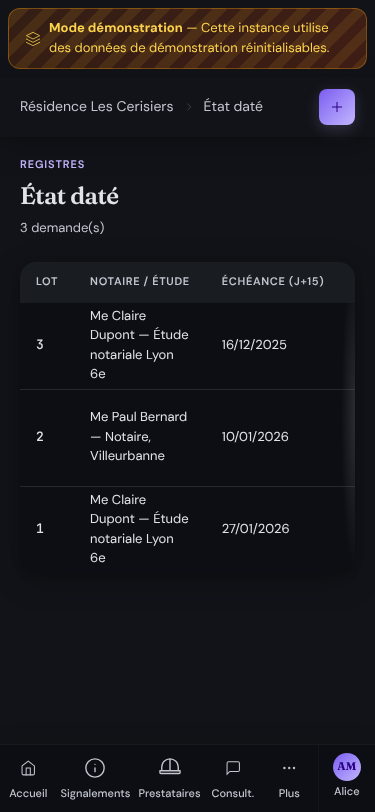 Mode démonstration — Cette instance utilise
des données de démonstration réinitialisables.
Résidence Les Cerisiers › État daté
+
REGISTRES
État daté
3 demande(s)
LOT NOTAIRE / ÉTUDE ÉCHÉANCE (J+15)
3 Me Claire Dupont — Étude notariale Lyon 6e 16/12/2025
2 Me Paul Bernard — Notaire, Villeurbanne 10/01/2026
1 Me Claire Dupont — Étude notariale Lyon 6e 27/01/2026
AM
Accueil Signalements Prestataires Consult. Plus Alice